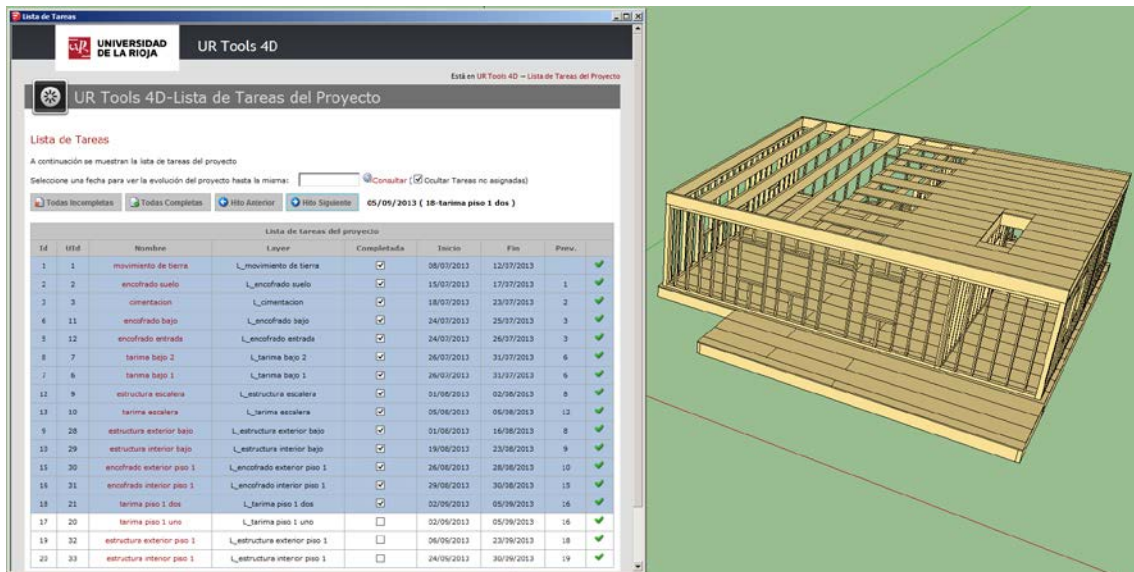 Lista de Tareas
UNIVERSIDAD
DE LA RIOJA
UR Tools 4D
Está en UR Tools 4D – Lista de Tareas del Proyecto
UR Tools 4D-Lista de Tareas del Proyecto
Lista de Tareas
A continuación se muestran la lista de tareas del proyecto
Seleccione una fecha para ver la evolución del proyecto hasta la misma: Consultar ( Ocultar Tareas no asignadas)
Todas Incompletas Todas Completas Hito Anterior Hito Siguiente 05/09/2013 ( 18-tarima piso 1 dos )
Lista de tareas del proyecto
Id UId Nombre Layer Completada Inicio Fin Prev.
1 1 movimiento de tierra L_movimiento de tierra 08/07/2013 12/07/2013
2 2 encofrado suelo L_encofrado suelo 15/07/2013 17/07/2013 1
3 3 cimentacion L_cimentacion 18/07/2013 23/07/2013 2
6 11 encofrado bajo L_encofrado bajo 24/07/2013 25/07/2013 3
5 12 encofrado entrada L_encofrado entrada 24/07/2013 26/07/2013 3
8 7 tarima bajo 2 L_tarima bajo 2 26/07/2013 31/07/2013 6
7 6 tarima bajo 1 L_tarima bajo 1 26/07/2013 31/07/2013 6
12 9 estructura escalera L_estructura escalera 01/08/2013 02/08/2013 8
13 10 tarima escalera L_tarima escalera 05/08/2013 05/08/2013 12
9 28 estructura exterior bajo L_estructura exterior bajo 01/08/2013 16/08/2013 8
10 29 estructura interior bajo L_estructura interior bajo 19/08/2013 23/08/2013 9
15 30 encofrado exterior piso 1 L_encofrado exterior piso 1 26/08/2013 28/08/2013 10
16 31 encofrado interior piso 1 L_encofrado interior piso 1 29/08/2013 30/08/2013 15
18 21 tarima piso 1 dos L_tarima piso 1 dos 02/09/2013 05/09/2013 16
17 20 tarima piso 1 uno L_tarima piso 1 uno 02/09/2013 05/09/2013 16
19 32 estructura exterior piso 1 L_estructura exterior piso 1 06/09/2013 23/09/2013 18
20 33 estructura interior piso 1 L_estructura interior piso 1 24/09/2013 30/09/2013 19